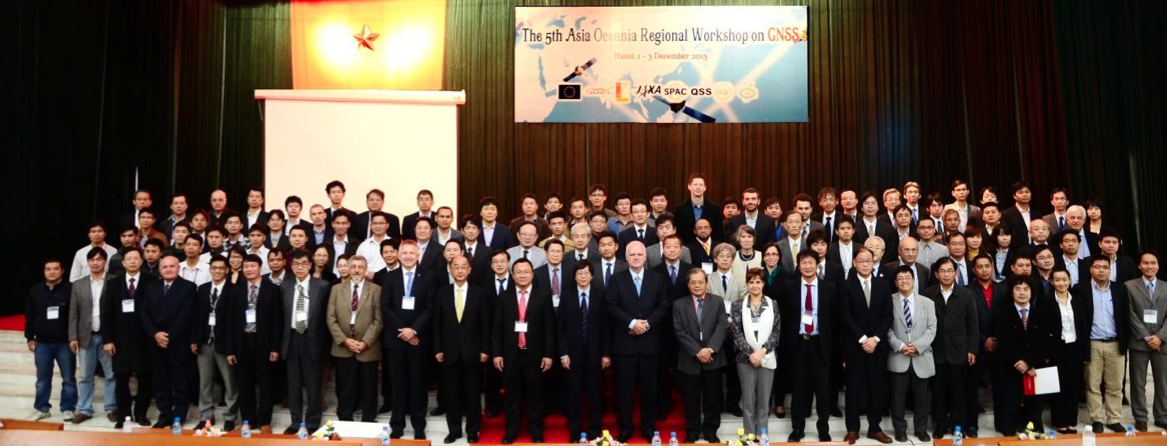 The 5th Asia Oceania Regional Workshop on GNSS
Hanoi, 1 - 3 December 2013
JAXA SPAC QSS